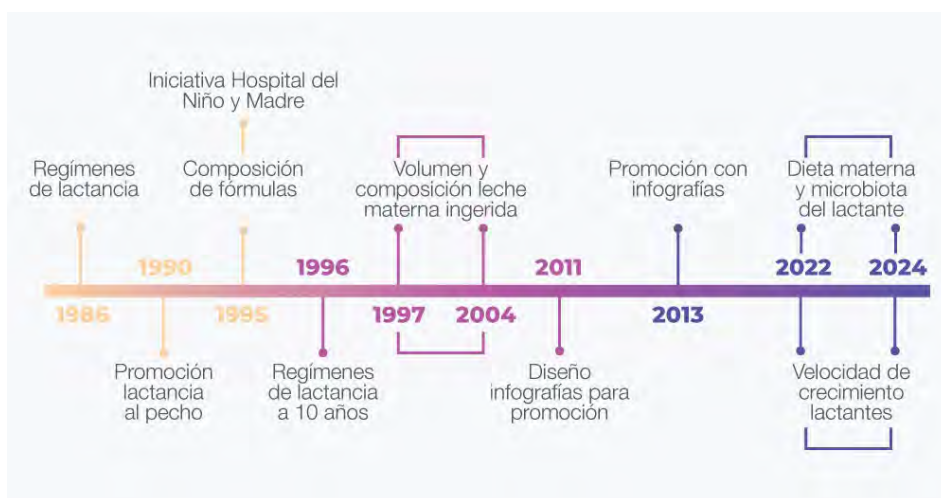 Iniciativa Hospital del
Niño y Madre
Regímenes
de lactancia
Composición
de fórmulas
Volumen y
composición leche
materna ingerida
Promoción con
infografías
Dieta materna
y microbiota
del lactante
1990
1996
2011
2022
2024
1986
1995
1997
2004
2013
Promoción
lactancia
al pecho
Regímenes
de lactancia
a 10 años
Diseño
infografías para
promoción
Velocidad de
crecimiento
lactantes